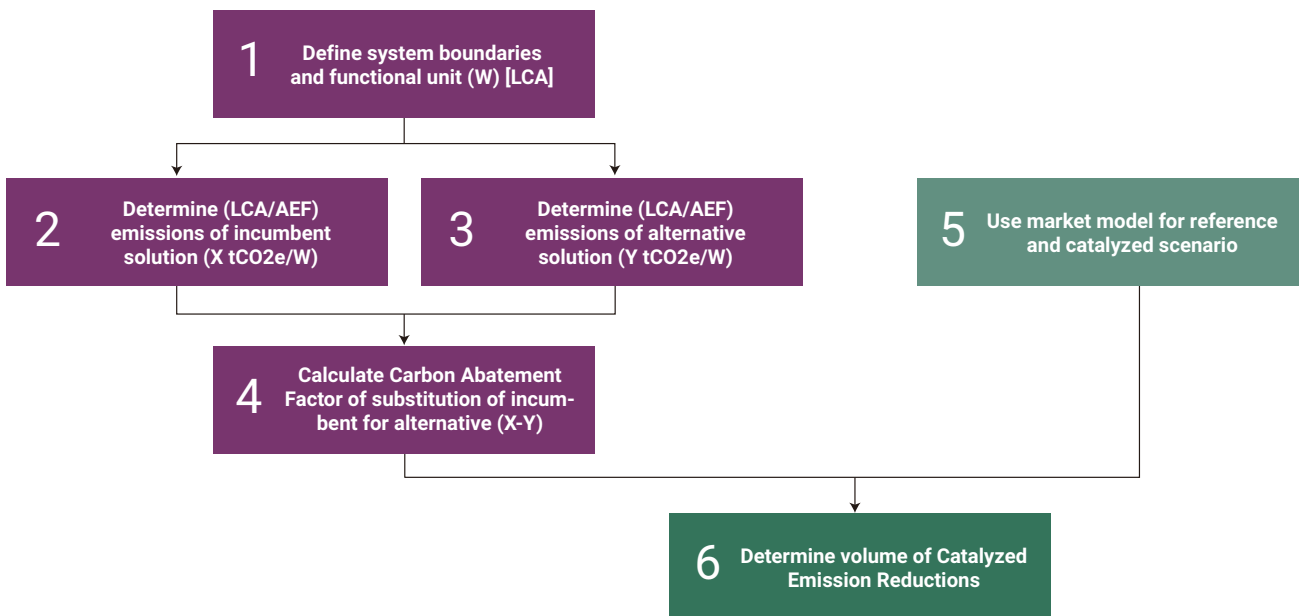 1
Define system boundaries
and functional unit (W) [LCA]
2
Determine (LCA/AEF)
emissions of incumbent
solution (X tCO2e/W)
3
Determine (LCA/AEF)
emissions of alternative
solution (Y tCO2e/W)
5
Use market model for reference
and catalyzed scenario
4
Calculate Carbon Abatement
Factor of substitution of incum-
bent for alternative (X-Y)
6
Determine volume of Catalyzed
Emission Reductions